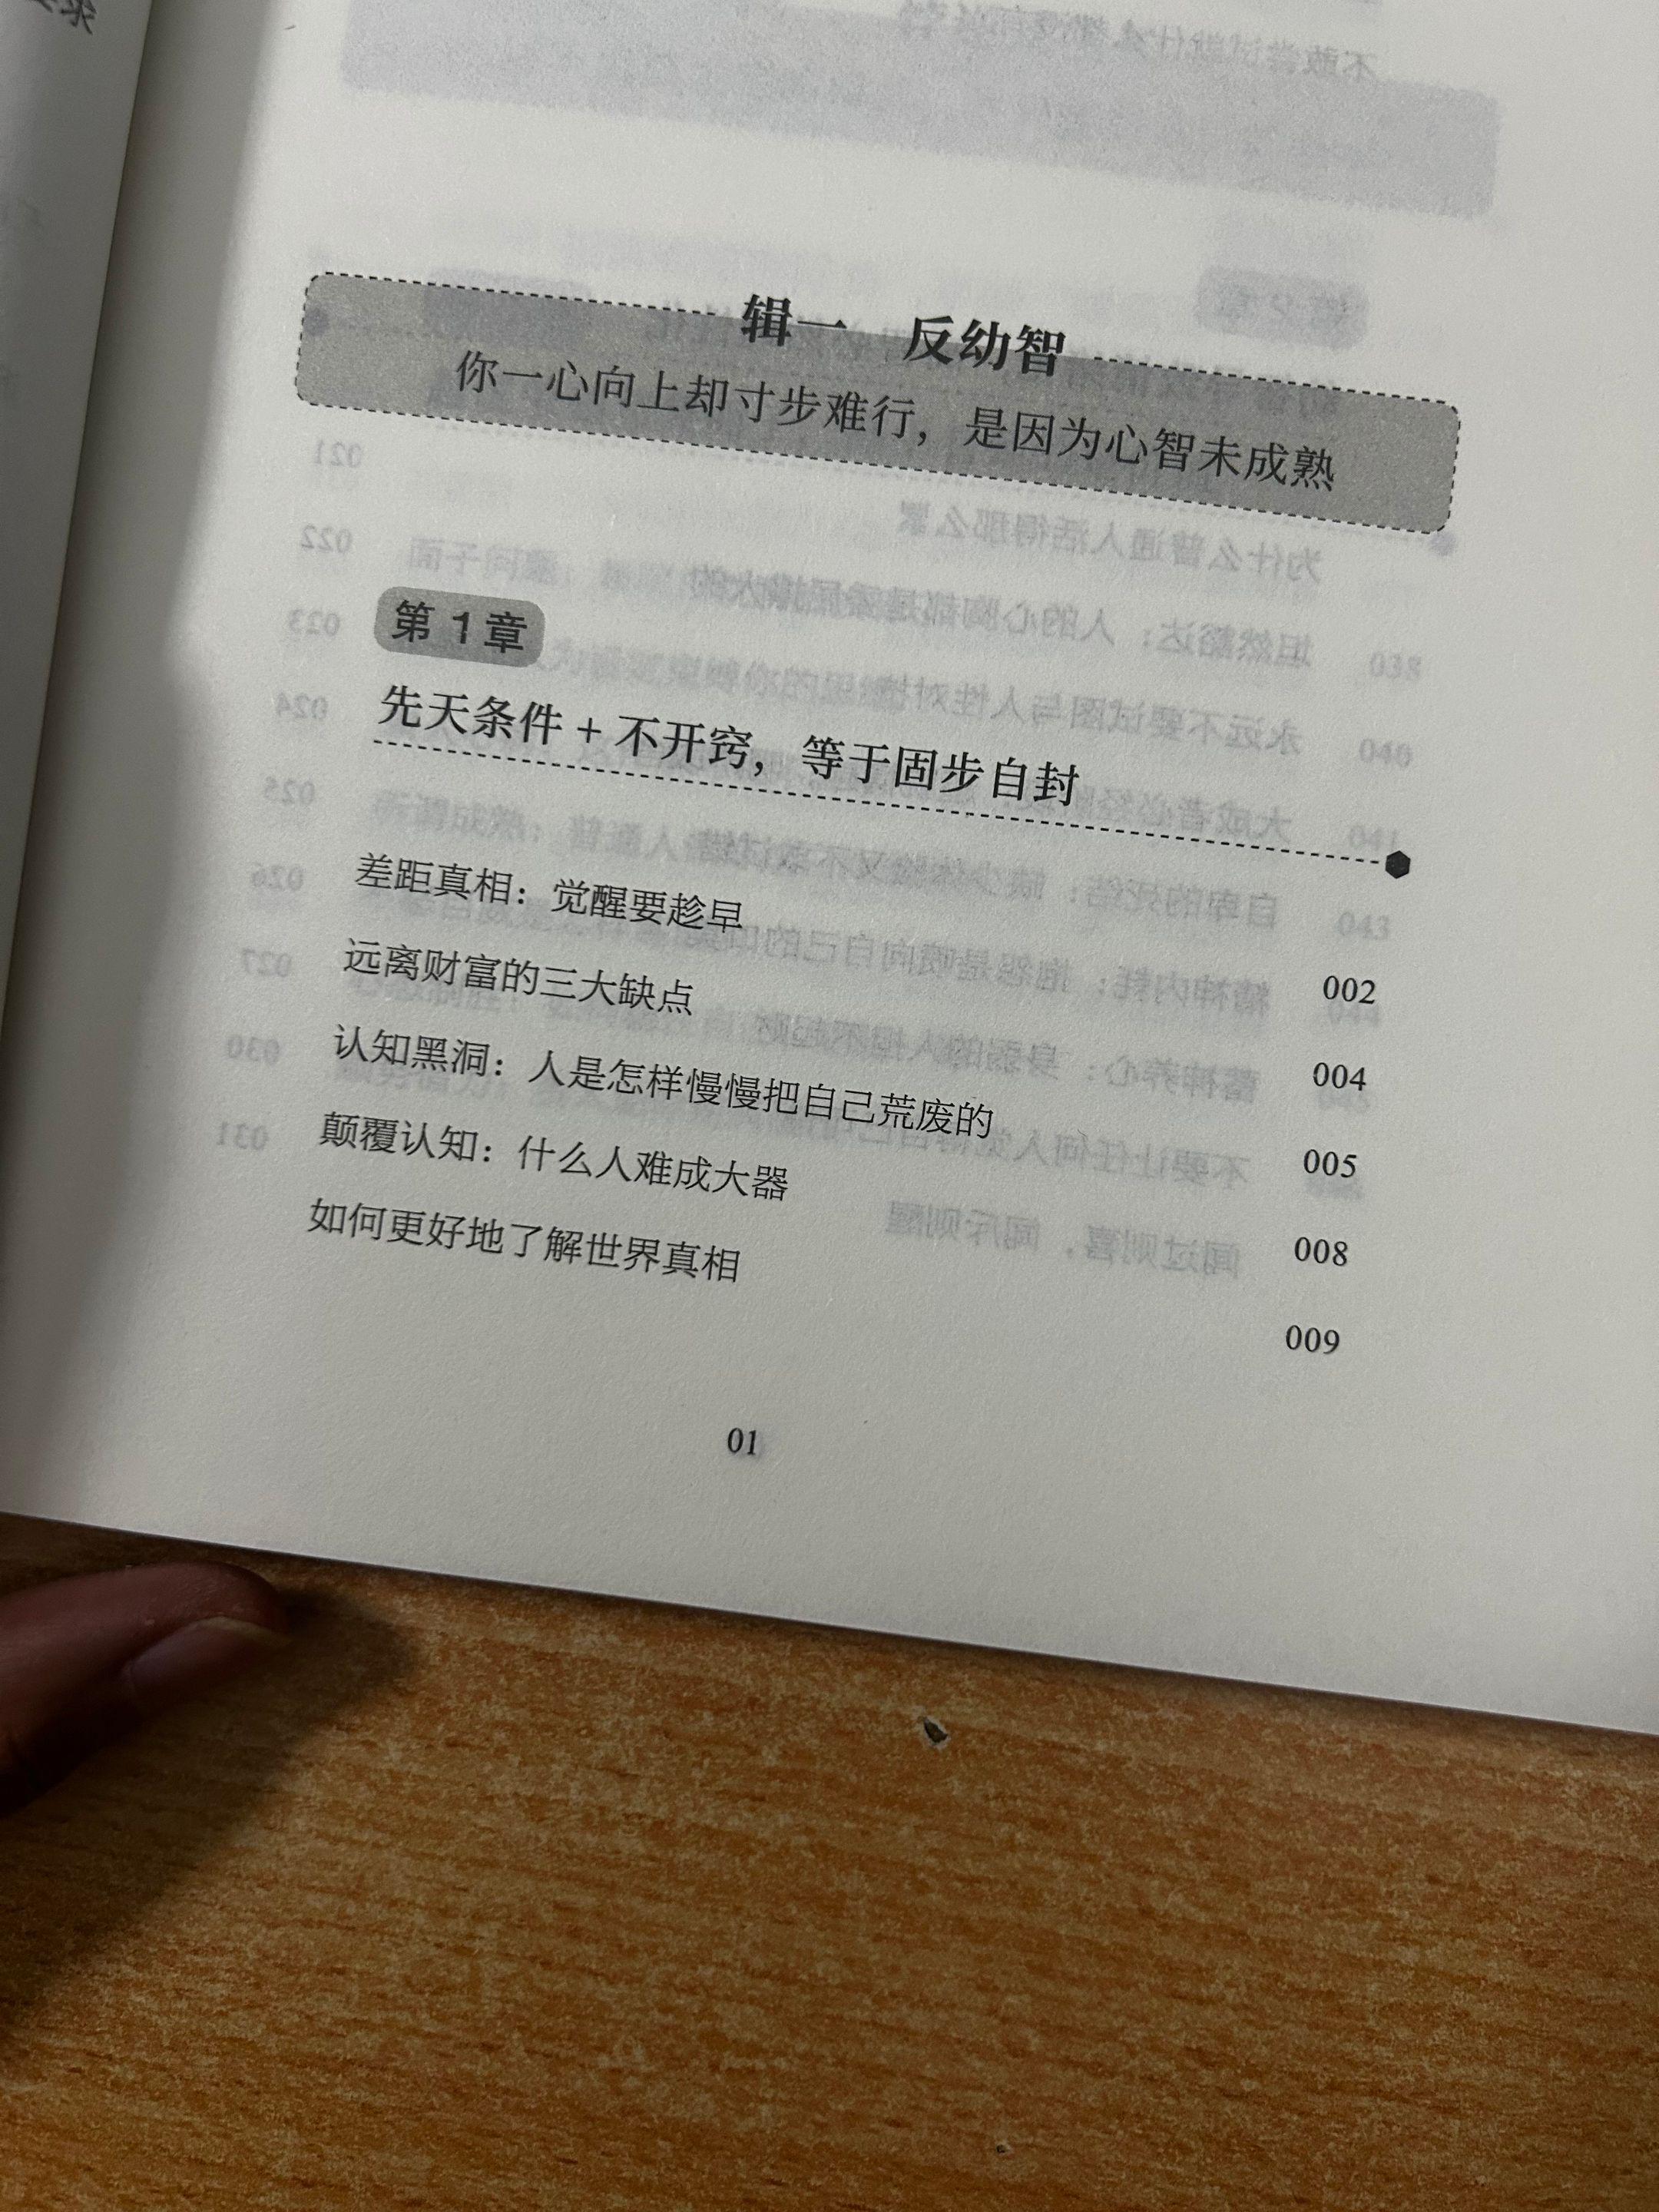 辑一 反幼智
你一心向上却寸步难行，是因为心智未成熟
第 1 章
先天条件 + 不开窍，等于固步自封
差距真相：觉醒要趁早 002
远离财富的三大缺点 004
认知黑洞：人是怎样慢慢把自己荒废的 005
颠覆认知：什么人难成大器 008
如何更好地了解世界真相 009
01